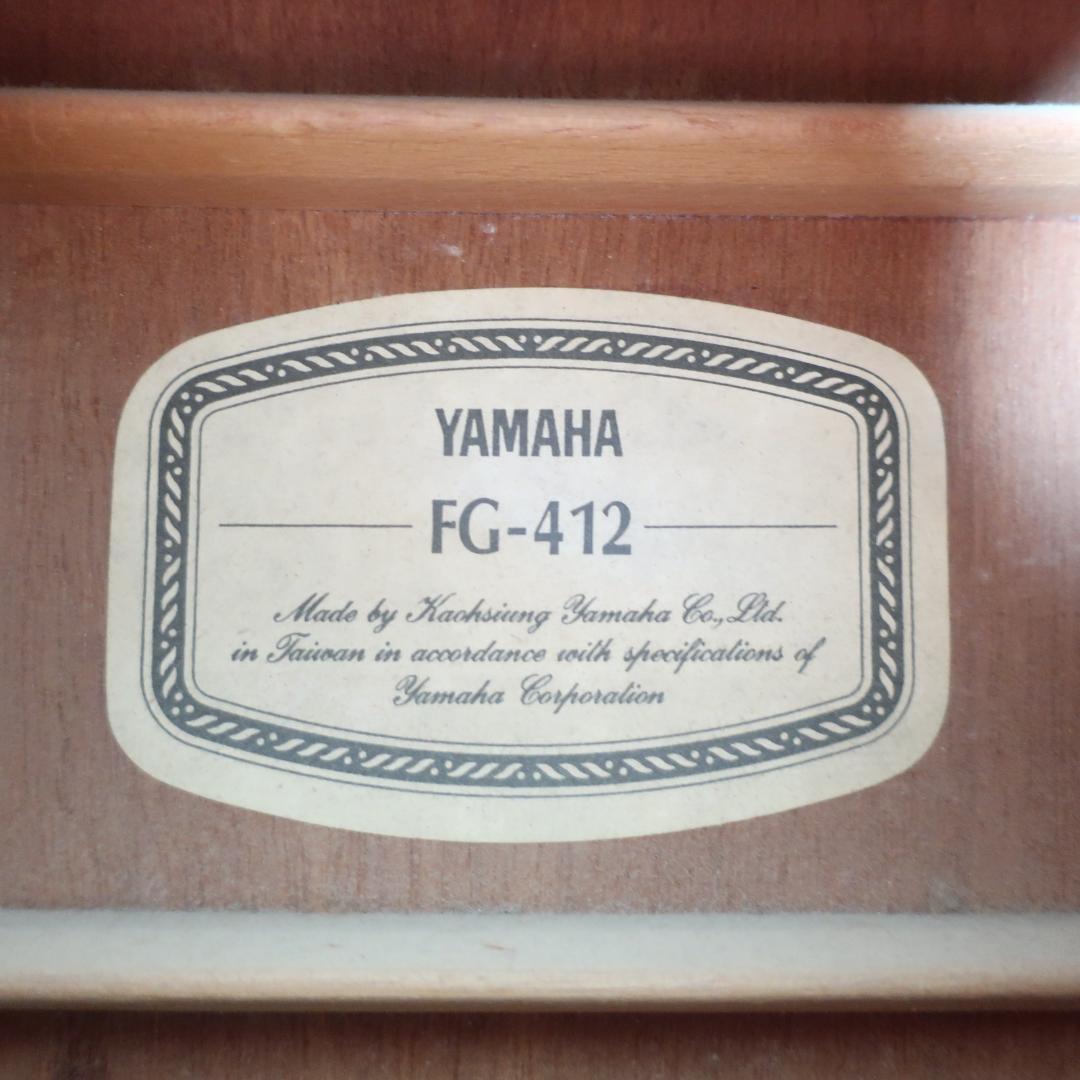 YAMAHA
FG-412
Made by Kaohsiung Yamaha Co., Ltd.
in Taiwan in accordance with specifications of
Yamaha Corporation